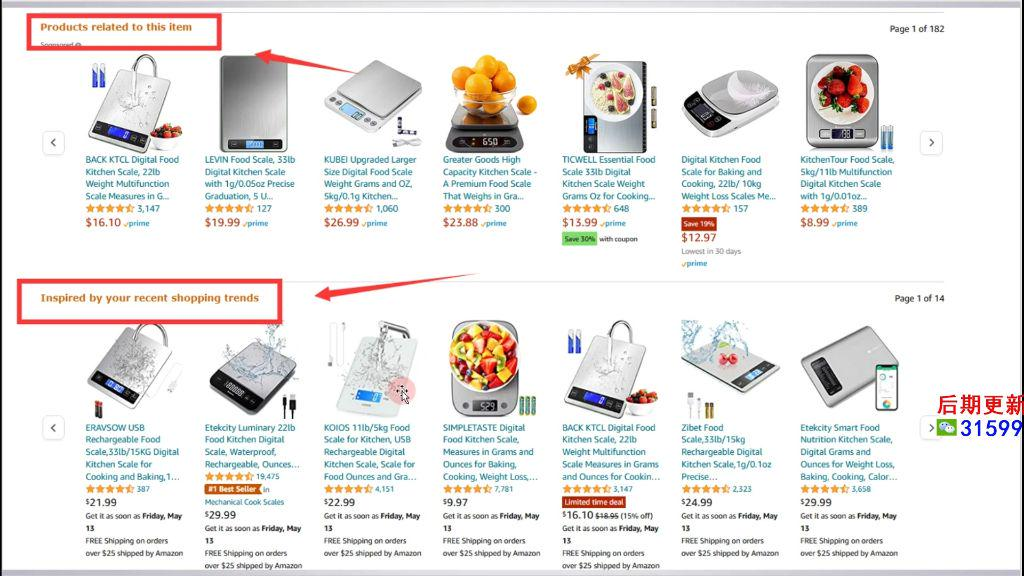 Products related to this item
Page 1 of 182
Sponsored
BACK KTCL Digital Food
Kitchen Scale, 22lb
Weight Multifunction
Scale Measures in G...
3,147
$16.10 prime
LEVIN Food Scale, 33lb
Digital Kitchen Scale
with 1g/0.05oz Precise
Graduation, 5 U...
127
$19.99 prime
KUBEI Upgraded Larger
Size Digital Food Scale
Weight Grams and OZ,
5kg/0.1g Kitchen...
1,060
$26.99 prime
Greater Goods High
Capacity Kitchen Scale -
A Premium Food Scale
That Weighs in Gra...
300
$23.88 prime
TICWELL Essential Food
Scale 33lb Digital
Kitchen Scale Weight
Grams Oz for Cooking...
648
$13.99 prime
Save 30% with coupon
Digital Kitchen Food
Scale for Baking and
Cooking, 22lb/ 10kg
Weight Loss Scales Me...
157
Save 19%
$12.97
Lowest in 30 days
prime
KitchenTour Food Scale,
5kg/11lb Multifunction
Digital Kitchen Scale
with 1g/0.01oz...
389
$8.99 prime
Inspired by your recent shopping trends
Page 1 of 14
ERAVSOW USB
Rechargeable Food
Scale,33lb/15KG Digital
Kitchen Scale for
Cooking and Baking,1...
387
$21.99
Get it as soon as Friday, May
13
FREE Shipping on orders
over $25 shipped by Amazon
Etekcity Luminary 22lb
Food Kitchen Digital
Scale, Waterproof,
Rechargeable, Ounces...
19,475
#1 Best Seller in
Mechanical Cook Scales
$29.99
Get it as soon as Friday, May
13
FREE Shipping on orders
over $25 shipped by Amazon
KOIOS 11lb/5kg Food
Scale for Kitchen, USB
Rechargeable Digital
Kitchen Scale, Scale for
Food Ounces and Gra...
4,151
$22.99
Get it as soon as Friday, May
13
FREE Shipping on orders
over $25 shipped by Amazon
SIMPLETASTE Digital
Food Kitchen Scale,
Measures in Grams and
Ounces for Baking,
Cooking, Weight Loss,...
7,781
$9.97
Get it as soon as Friday, May
13
FREE Shipping on orders
over $25 shipped by Amazon
BACK KTCL Digital Food
Kitchen Scale, 22lb
Weight Multifunction
Scale Measures in Grams
and Ounces for Cookin...
3,147
Limited time deal
$16.10 $18.95 (15% off)
Get it as soon as Friday, May
13
FREE Shipping on orders
over $25 shipped by Amazon
Zibet Food
Scale,33lb/15kg
Rechargeable Digital
Kitchen Scale,1g/0.1oz
Precise...
2,323
$24.99
Get it as soon as Friday, May
13
FREE Shipping on orders
over $25 shipped by Amazon
Etekcity Smart Food
Nutrition Kitchen Scale,
Digital Grams and
Ounces for Weight Loss,
Baking, Cooking, Calor...
3,658
$29.99
Get it as soon as Friday, May
13
FREE Shipping on orders
over $25 shipped by Amazon
后期更新
31599